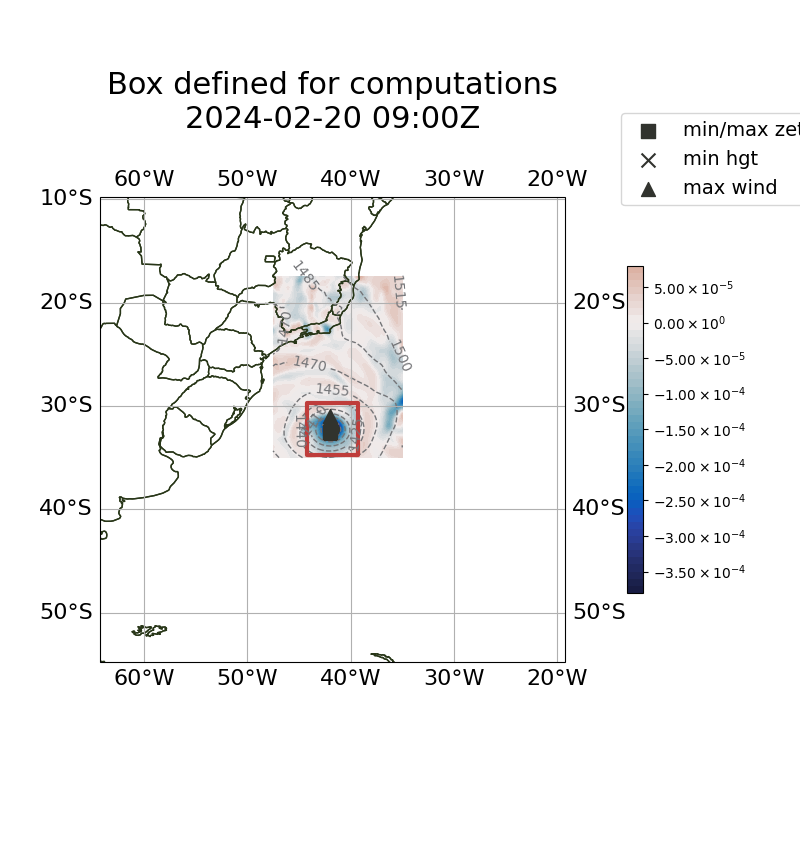 Box defined for computations
2024-02-20 09:00Z
min/max zet
min hgt
max wind
60°W 50°W 40°W 30°W 20°W
10°S
20°S 20°S
30°S 30°S
40°S 40°S
50°S 50°S
60°W 50°W 40°W 30°W 20°W
1485
1515
1500
1470
1455
1440
5.00 × 10⁻⁵
0.00 × 10⁰
−5.00 × 10⁻⁵
−1.00 × 10⁻⁴
−1.50 × 10⁻⁴
−2.00 × 10⁻⁴
−2.50 × 10⁻⁴
−3.00 × 10⁻⁴
−3.50 × 10⁻⁴